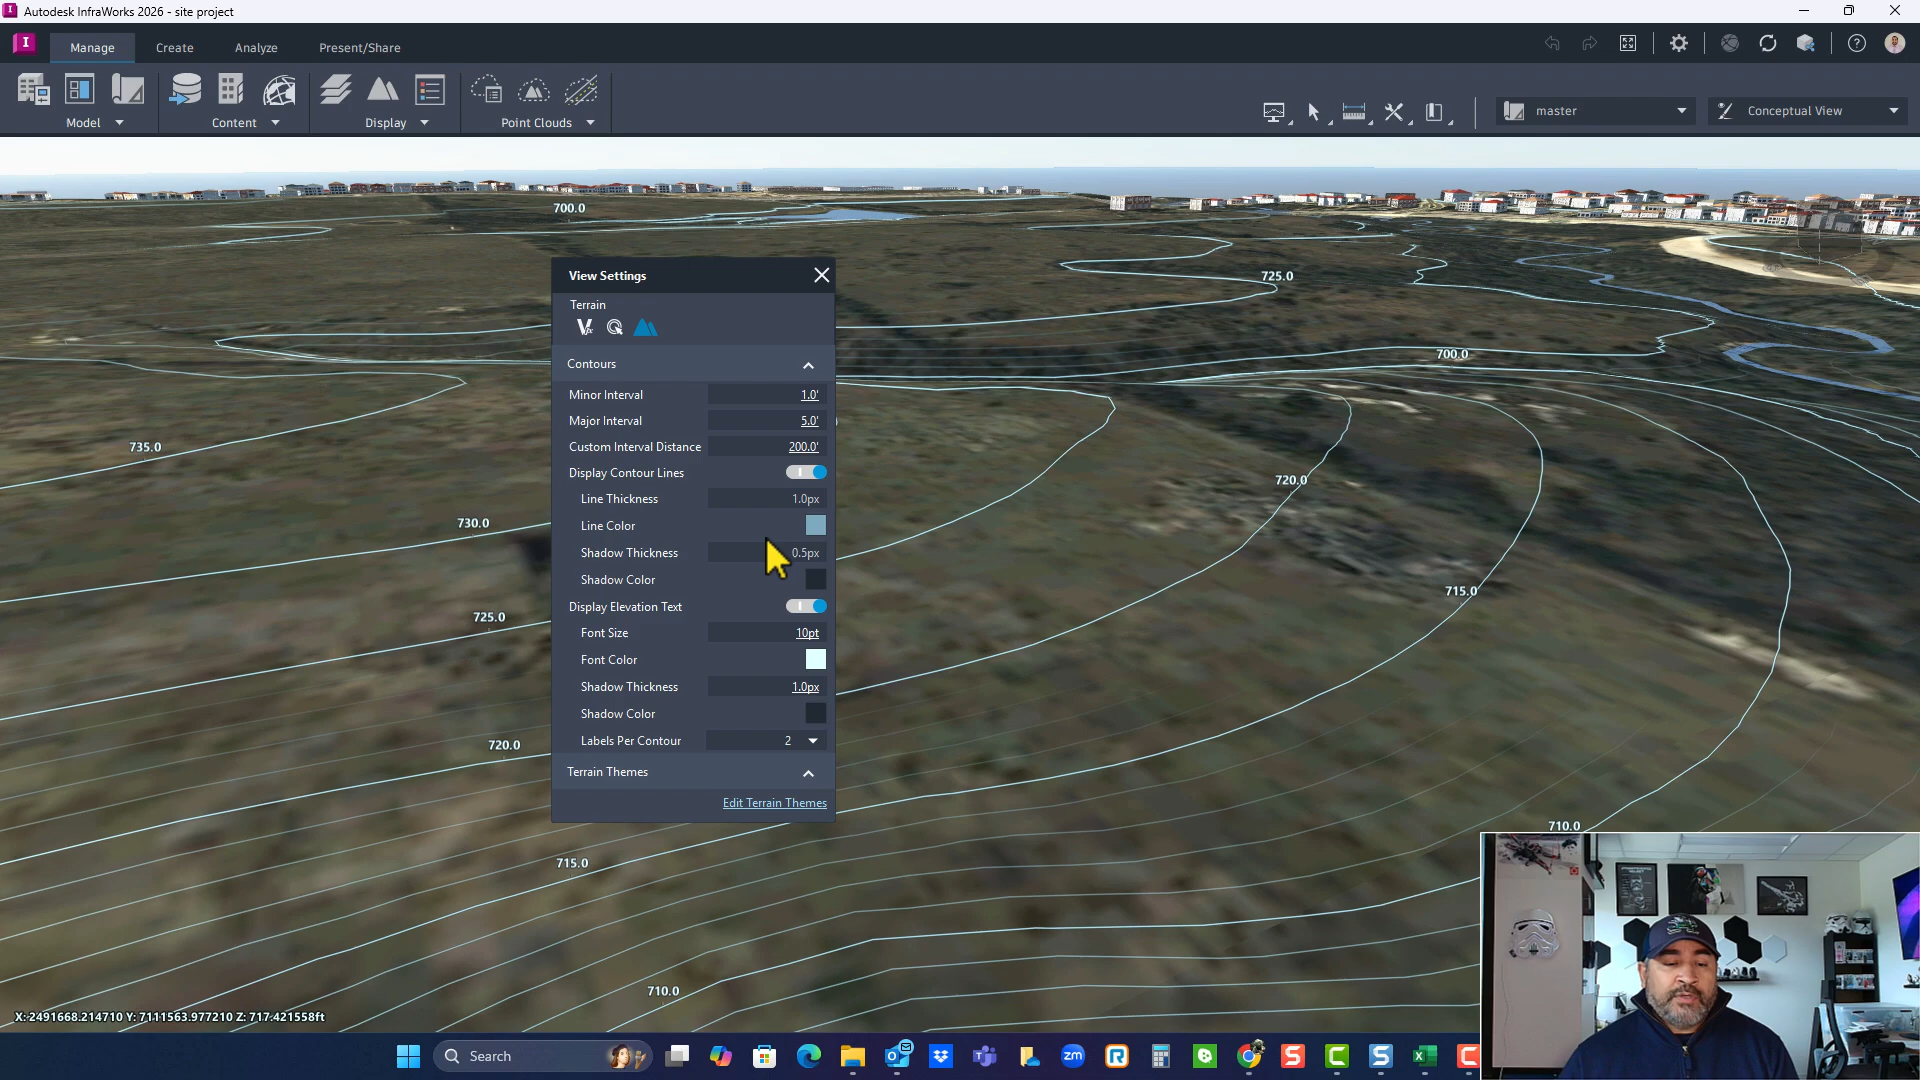 Autodesk InfraWorks 2026 - site project
Manage
Create
Analyze
Present/Share
Model
Content
Display
Point Clouds
master
Conceptual View
700.0
725.0
700.0
735.0
720.0
730.0
715.0
725.0
720.0
710.0
715.0
710.0
View Settings
Terrain
Contours
Minor Interval 1.0'
Major Interval 5.0'
Custom Interval Distance 200.0'
Display Contour Lines
Line Thickness 1.0px
Line Color
Shadow Thickness 0.5px
Shadow Color
Display Elevation Text
Font Size 10pt
Font Color
Shadow Thickness 1.0px
Shadow Color
Labels Per Contour 2
Terrain Themes
Edit Terrain Themes
X:2491668.214710 Y: 7111563.977210 Z: 717.421558ft
Search
zm